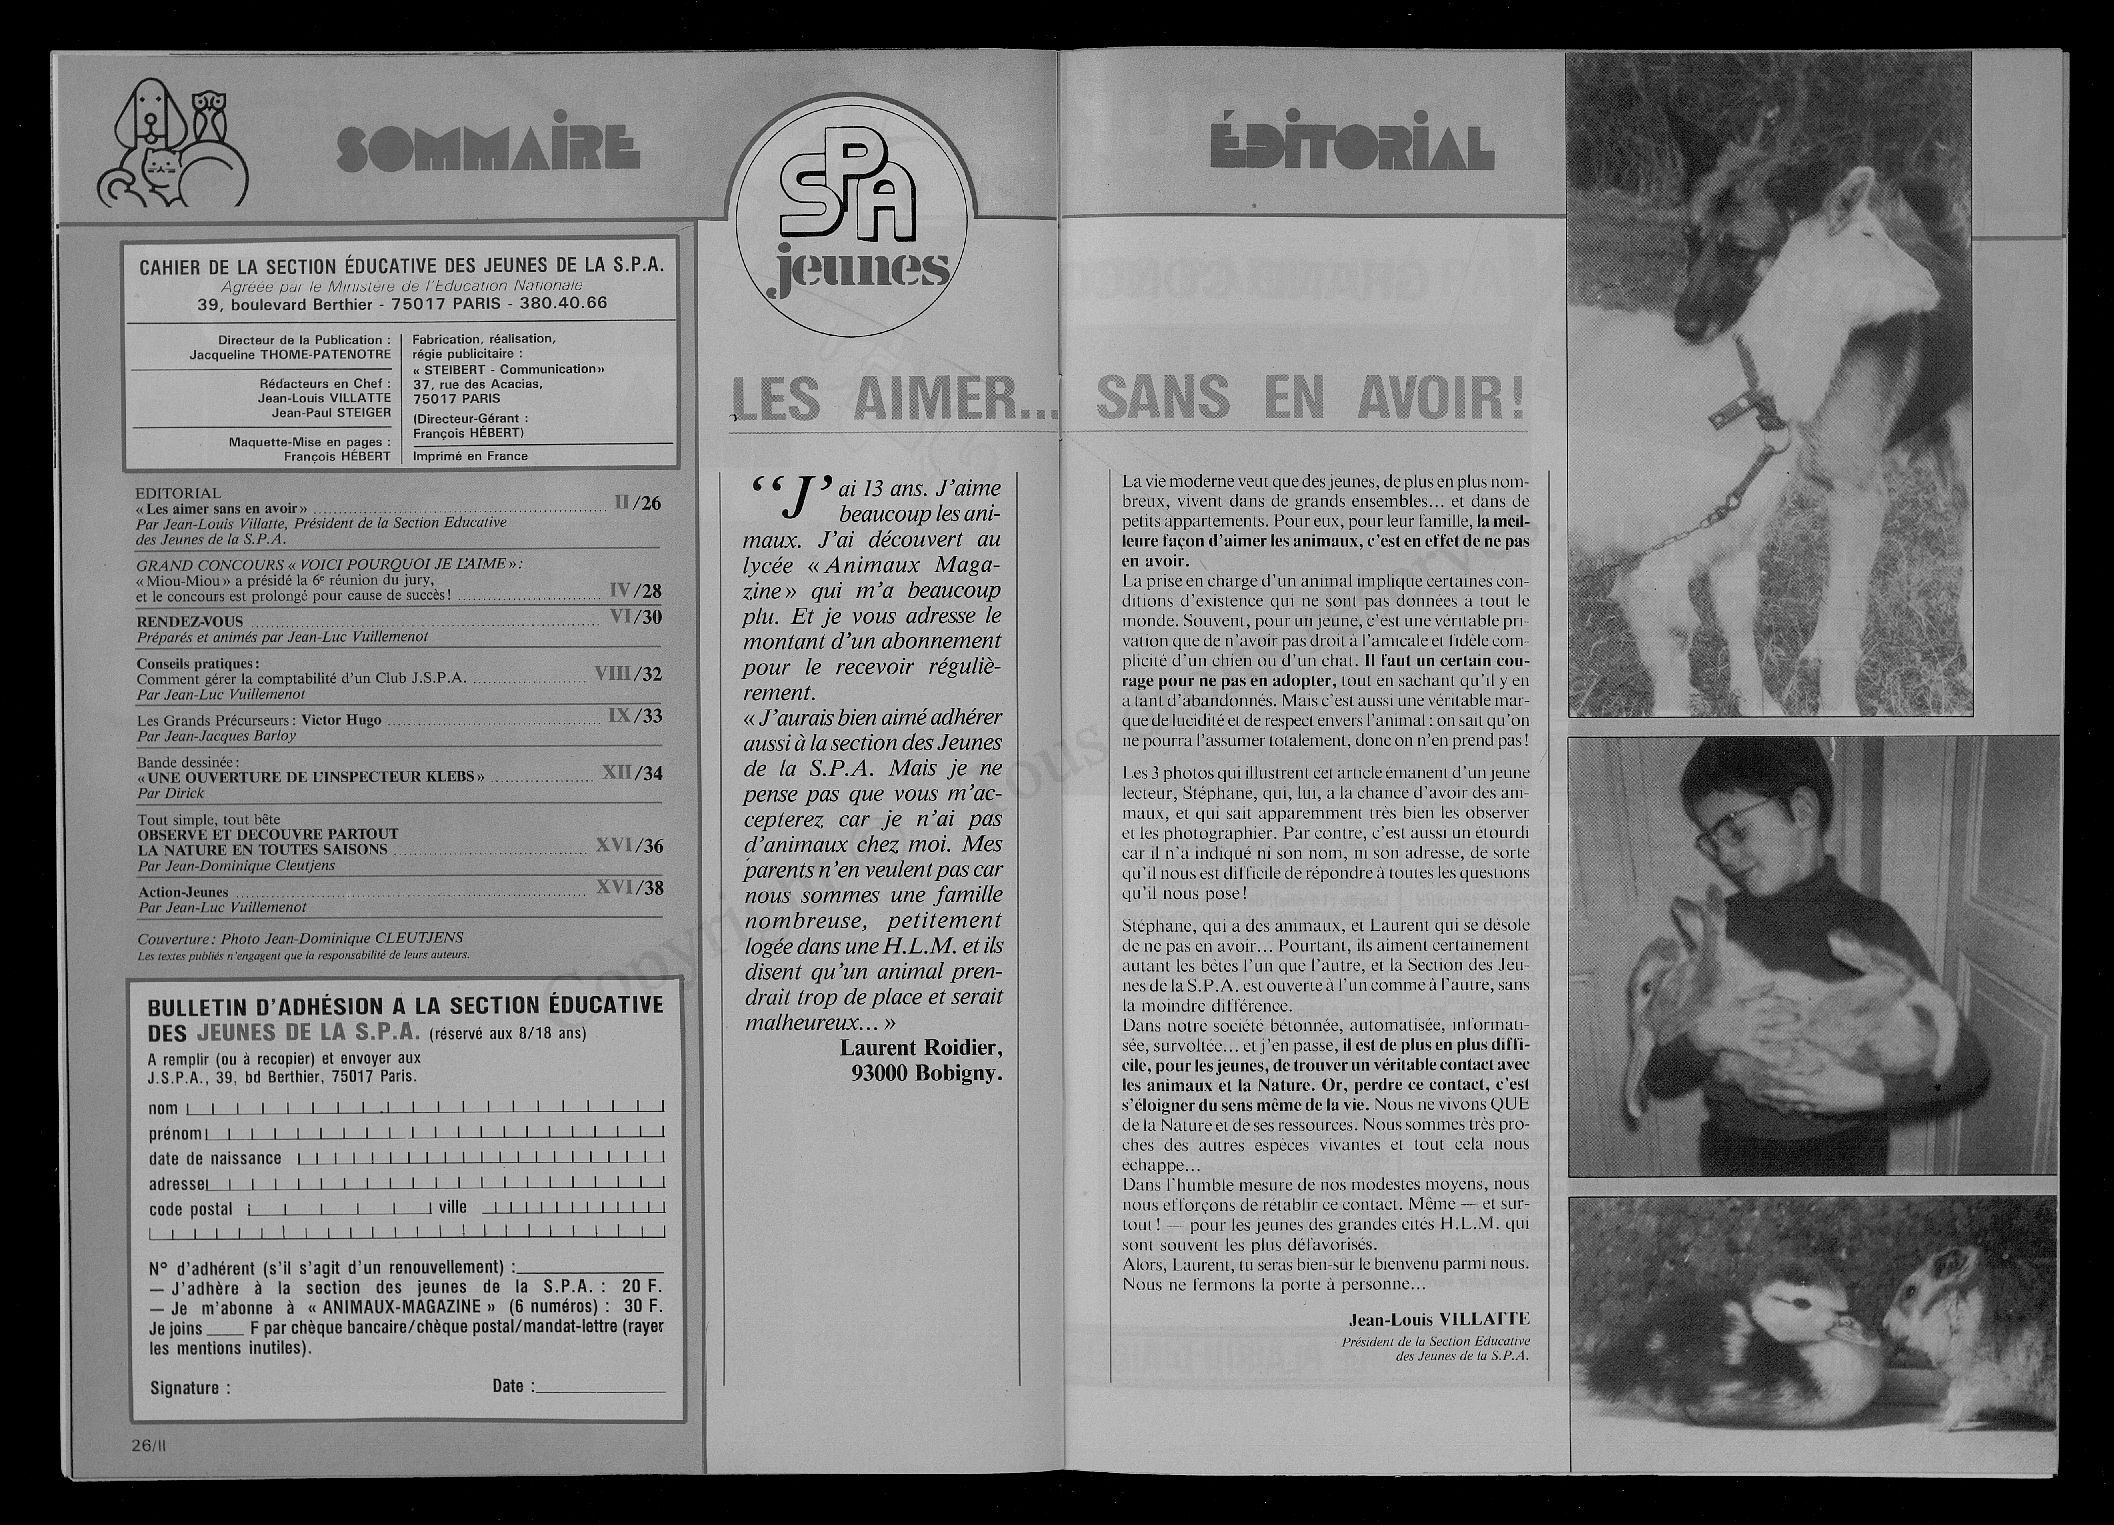 SOMMAIRE
CAHIER DE LA SECTION ÉDUCATIVE DES JEUNES DE LA S.P.A.
Agréée par le Ministère de l'Éducation Nationale
39, boulevard Berthier - 75017 PARIS - 380.40.66
Directeur de la Publication :
Jacqueline THOME-PATENOTRE
Rédacteurs en Chef :
Jean-Louis VILLATTE
Jean-Paul STEIGER
Maquette-Mise en pages :
François HÉBERT
Fabrication, réalisation,
régie publicitaire :
« STEIBERT - Communication»
37, rue des Acacias,
75017 PARIS
(Directeur-Gérant :
François HÉBERT)
Imprimé en France
EDITORIAL
« Les aimer sans en avoir » II/26
Par Jean-Louis Villatte, Président de la Section Educative
des Jeunes de la S.P.A.
GRAND CONCOURS « VOICI POURQUOI JE L'AIME » :
« Miou-Miou » a présidé la 6e réunion du jury,
et le concours est prolongé pour cause de succès ! IV/28
RENDEZ-VOUS VI/30
Préparés et animés par Jean-Luc Vuillemenot
Conseils pratiques :
Comment gérer la comptabilité d'un Club J.S.P.A. VIII/32
Par Jean-Luc Vuillemenot
Les Grands Précurseurs : Victor Hugo IX/33
Par Jean-Jacques Barloy
Bande dessinée :
« UNE OUVERTURE DE L'INSPECTEUR KLEBS » XII/34
Par Dirick
Tout simple, tout bête
OBSERVE ET DECOUVRE PARTOUT
LA NATURE EN TOUTES SAISONS XVI/36
Par Jean-Dominique Cleutjens
Action-Jeunes XVI/38
Par Jean-Luc Vuillemenot
Couverture : Photo Jean-Dominique CLEUTJENS
Les textes publiés n'engagent que la responsabilité de leurs auteurs.
BULLETIN D'ADHÉSION A LA SECTION ÉDUCATIVE
DES JEUNES DE LA S.P.A. (réservé aux 8/18 ans)
A remplir (ou à recopier) et envoyer aux
J.S.P.A., 39, bd Berthier, 75017 Paris.
nom
prénom
date de naissance
adresse
code postal ville
N° d'adhérent (s'il s'agit d'un renouvellement) :
— J'adhère à la section des jeunes de la S.P.A. : 20 F.
— Je m'abonne à « ANIMAUX-MAGAZINE » (6 numéros) : 30 F.
Je joins ____ F par chèque bancaire/chèque postal/mandat-lettre (rayer
les mentions inutiles).
Signature : Date :
26/II
SPA
jeunes
ÉDITORIAL
LES AIMER... SANS EN AVOIR !
“J'ai 13 ans. J'aime
beaucoup les ani-
maux. J'ai découvert au
lycée « Animaux Maga-
zine » qui m'a beaucoup
plu. Et je vous adresse le
montant d'un abonnement
pour le recevoir réguliè-
rement.
« J'aurais bien aimé adhérer
aussi à la section des Jeunes
de la S.P.A. Mais je ne
pense pas que vous m'ac-
cepterez car je n'ai pas
d'animaux chez moi. Mes
parents n'en veulent pas car
nous sommes une famille
nombreuse, petitement
logée dans une H.L.M. et ils
disent qu'un animal pren-
drait trop de place et serait
malheureux... »
Laurent Roidier,
93000 Bobigny.
La vie moderne veut que des jeunes, de plus en plus nom-
breux, vivent dans de grands ensembles... et dans de
petits appartements. Pour eux, pour leur famille, la meil-
leure façon d'aimer les animaux, c'est en effet de ne pas
en avoir.
La prise en charge d'un animal implique certaines con-
ditions d'existence qui ne sont pas données à tout le
monde. Souvent, pour un jeune, c'est une véritable pri-
vation que de n'avoir pas droit à l'amicale et fidèle com-
plicité d'un chien ou d'un chat. Il faut un certain cou-
rage pour ne pas en adopter, tout en sachant qu'il y en
a tant d'abandonnés. Mais c'est aussi une véritable mar-
que de lucidité et de respect envers l'animal : on sait qu'on
ne pourra l'assumer totalement, donc on n'en prend pas !
Les 3 photos qui illustrent cet article émanent d'un jeune
lecteur, Stéphane, qui, lui, a la chance d'avoir des ani-
maux, et qui sait apparemment très bien les observer
et les photographier. Par contre, c'est aussi un étourdi
car il n'a indiqué ni son nom, ni son adresse, de sorte
qu'il nous est difficile de répondre à toutes les questions
qu'il nous pose !
Stéphane, qui a des animaux, et Laurent qui se désole
de ne pas en avoir... Pourtant, ils aiment certainement
autant les bêtes l'un que l'autre, et la Section des Jeu-
nes de la S.P.A. est ouverte à l'un comme à l'autre, sans
la moindre différence.
Dans notre société bétonnée, automatisée, informati-
sée, survoltée... et j'en passe, il est de plus en plus diffi-
cile, pour les jeunes, de trouver un véritable contact avec
les animaux et la Nature. Or, perdre ce contact, c'est
s'éloigner du sens même de la vie. Nous ne vivons QUE
de la Nature et de ses ressources. Nous sommes très pro-
ches des autres espèces vivantes et tout cela nous
échappe...
Dans l'humble mesure de nos modestes moyens, nous
nous efforçons de rétablir ce contact. Même — et sur-
tout ! — pour les jeunes des grandes cités H.L.M. qui
sont souvent les plus défavorisés.
Alors, Laurent, tu seras bien-sûr le bienvenu parmi nous.
Nous ne fermons la porte à personne...
Jean-Louis VILLATTE
Président de la Section Educative
des Jeunes de la S.P.A.